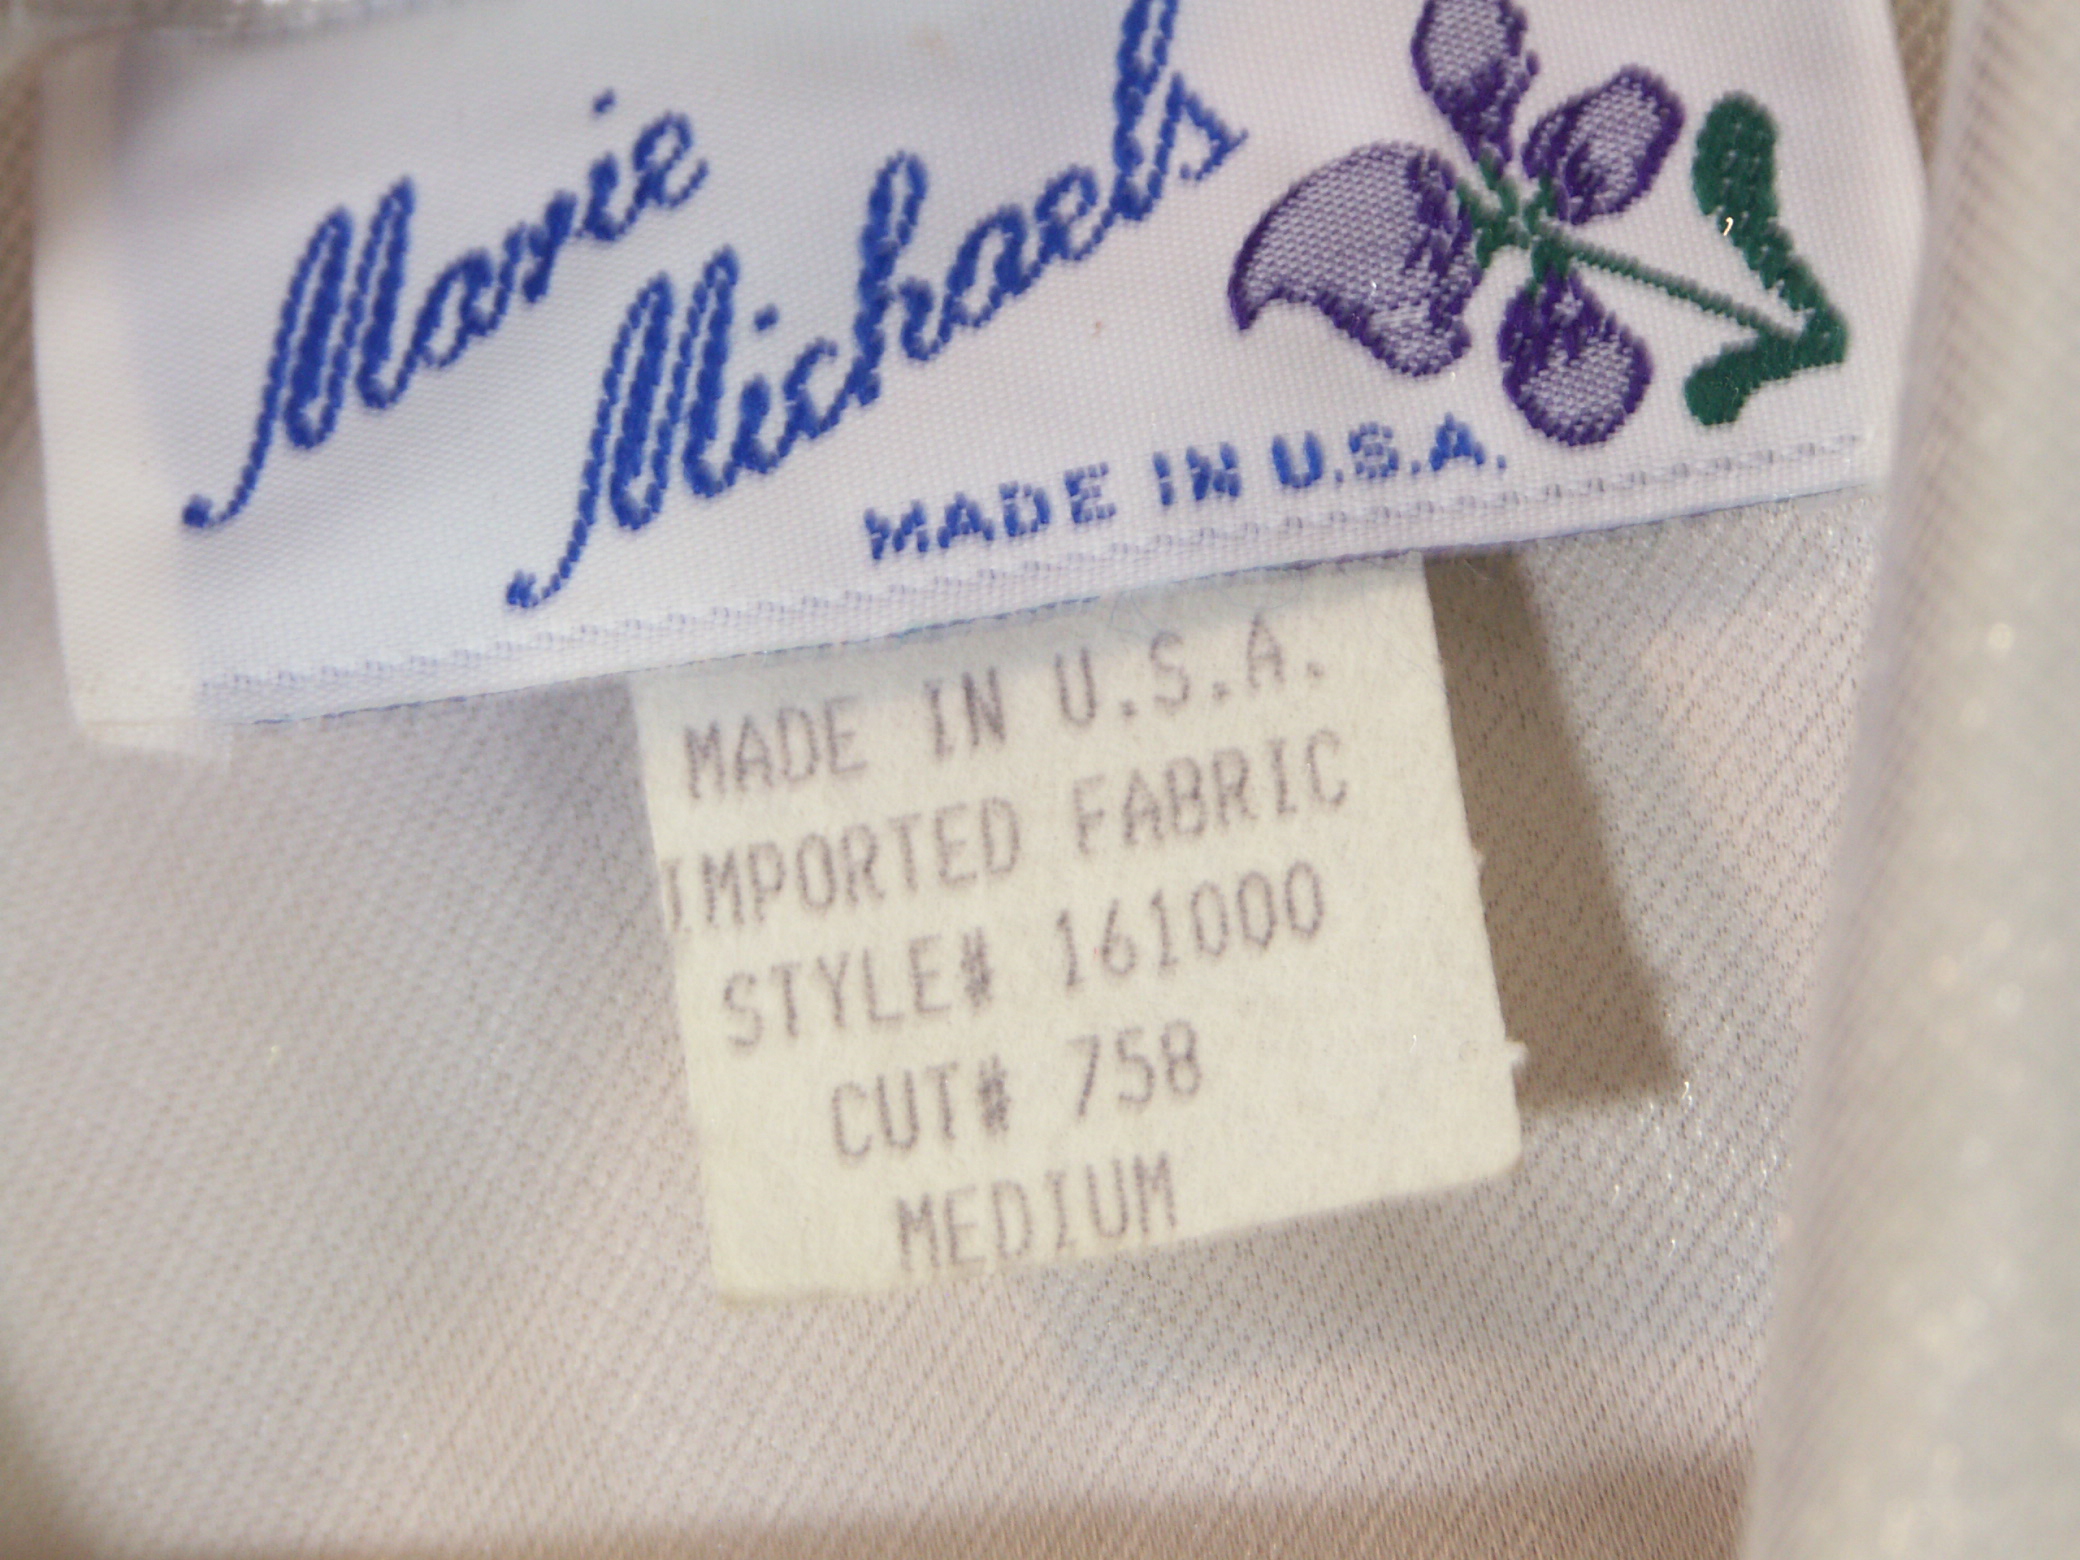 Marie
Michaels
MADE IN U.S.A.
MADE IN U.S.A.
IMPORTED FABRIC
STYLE# 161000
CUT# 758
MEDIUM